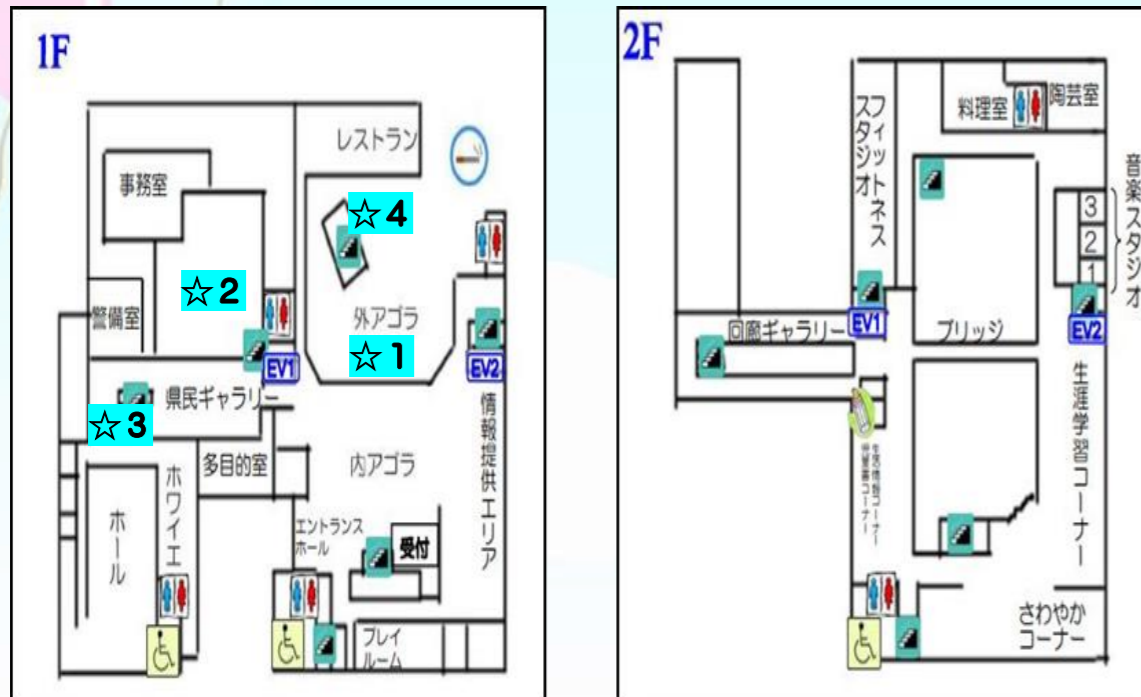 1F
レストラン
事務室
☆4
☆2
警備室
外アゴラ
☆1
EV1
EV2
県民ギャラリー
☆3
情報提供エリア
多目的室
内アゴラ
ホワイエ
ホール
エントランス
ホール
受付
プレイ
ルーム
2F
フィットネス
スタジオ
料理室
陶芸室
音楽スタジオ
3
2
1
回廊ギャラリー
EV1
ブリッジ
EV2
生涯学習コーナー
さわやか
コーナー